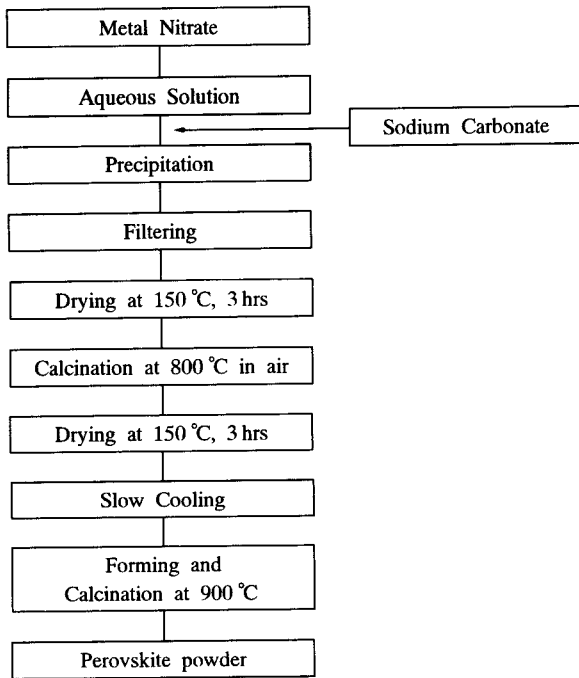 Metal Nitrate
Aqueous Solution
Sodium Carbonate
Precipitation
Filtering
Drying at 150 ℃, 3 hrs
Calcination at 800 ℃ in air
Drying at 150 ℃, 3 hrs
Slow Cooling
Forming and
Calcination at 900 ℃
Perovskite powder